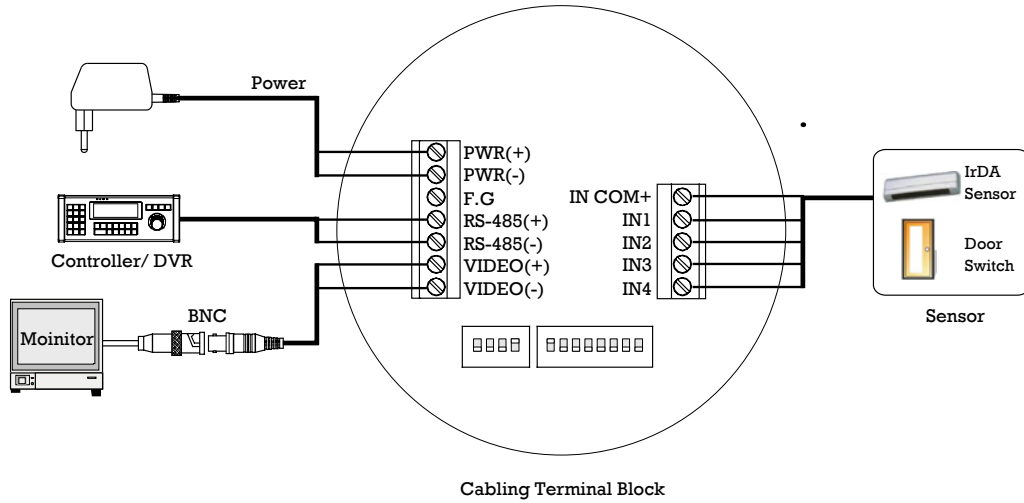 Power
PWR(+)
PWR(-)
F.G
RS-485(+)
RS-485(-)
VIDEO(+)
VIDEO(-)
Controller/ DVR
BNC
Moinitor
IN COM+
IN1
IN2
IN3
IN4
IrDA
Sensor
Door
Switch
Sensor
Cabling Terminal Block